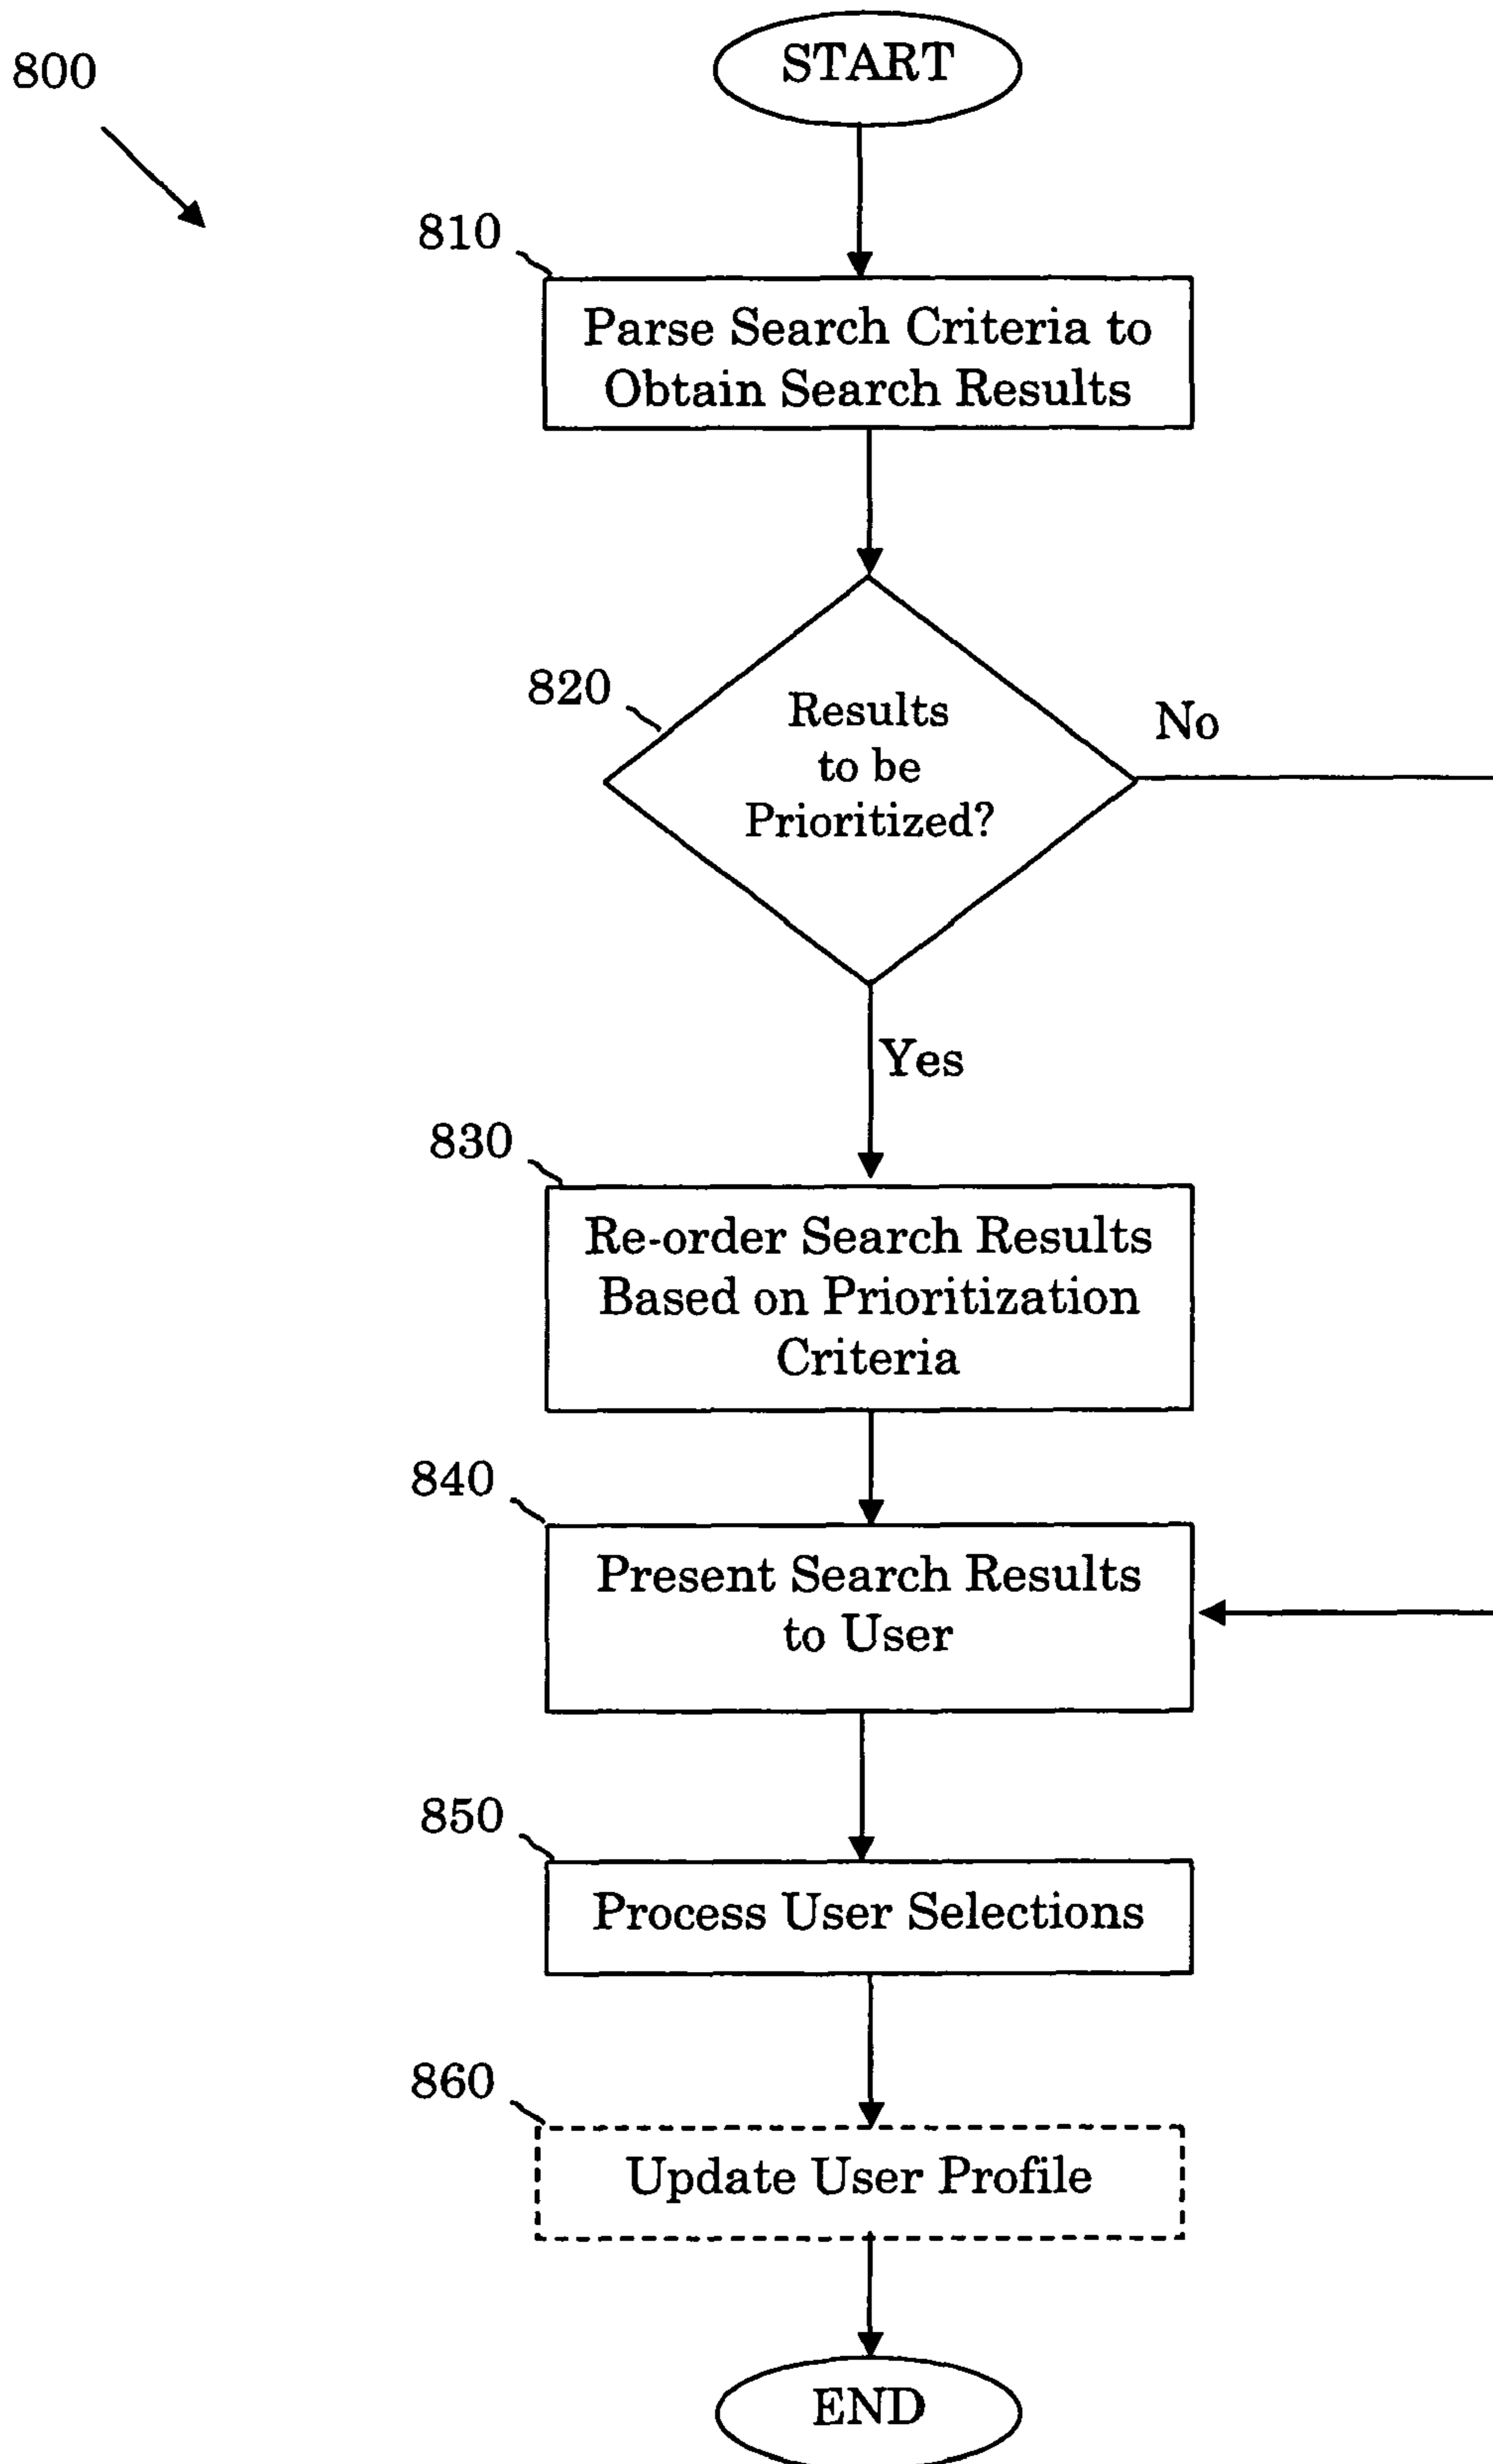 800
START
810
Parse Search Criteria to
Obtain Search Results
820
Results
to be
Prioritized?
No
Yes
830
Re-order Search Results
Based on Prioritization
Criteria
840
Present Search Results
to User
850
Process User Selections
860
Update User Profile
END